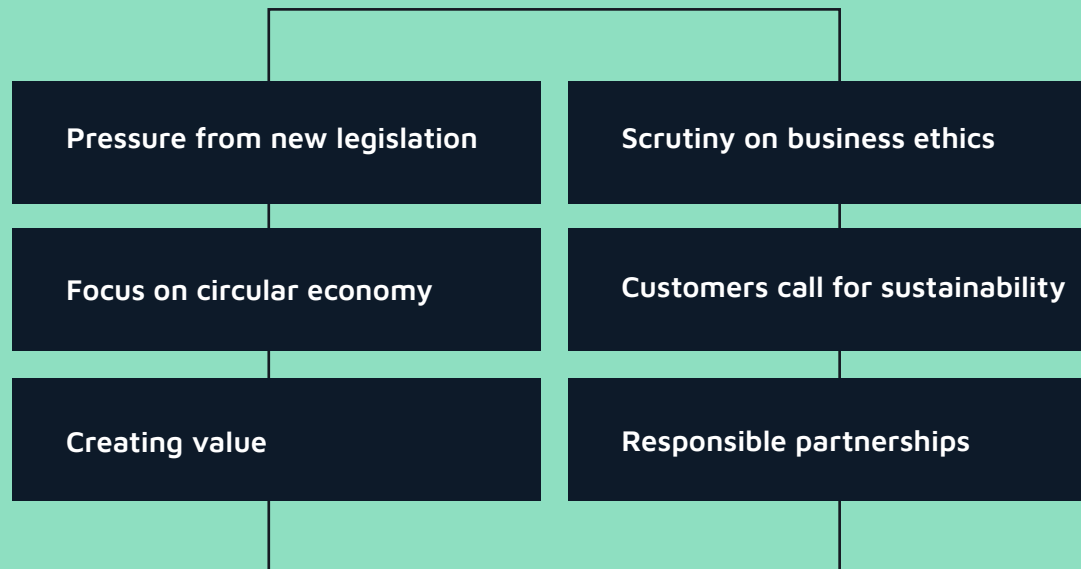 Pressure from new legislation
Scrutiny on business ethics
Focus on circular economy
Customers call for sustainability
Creating value
Responsible partnerships